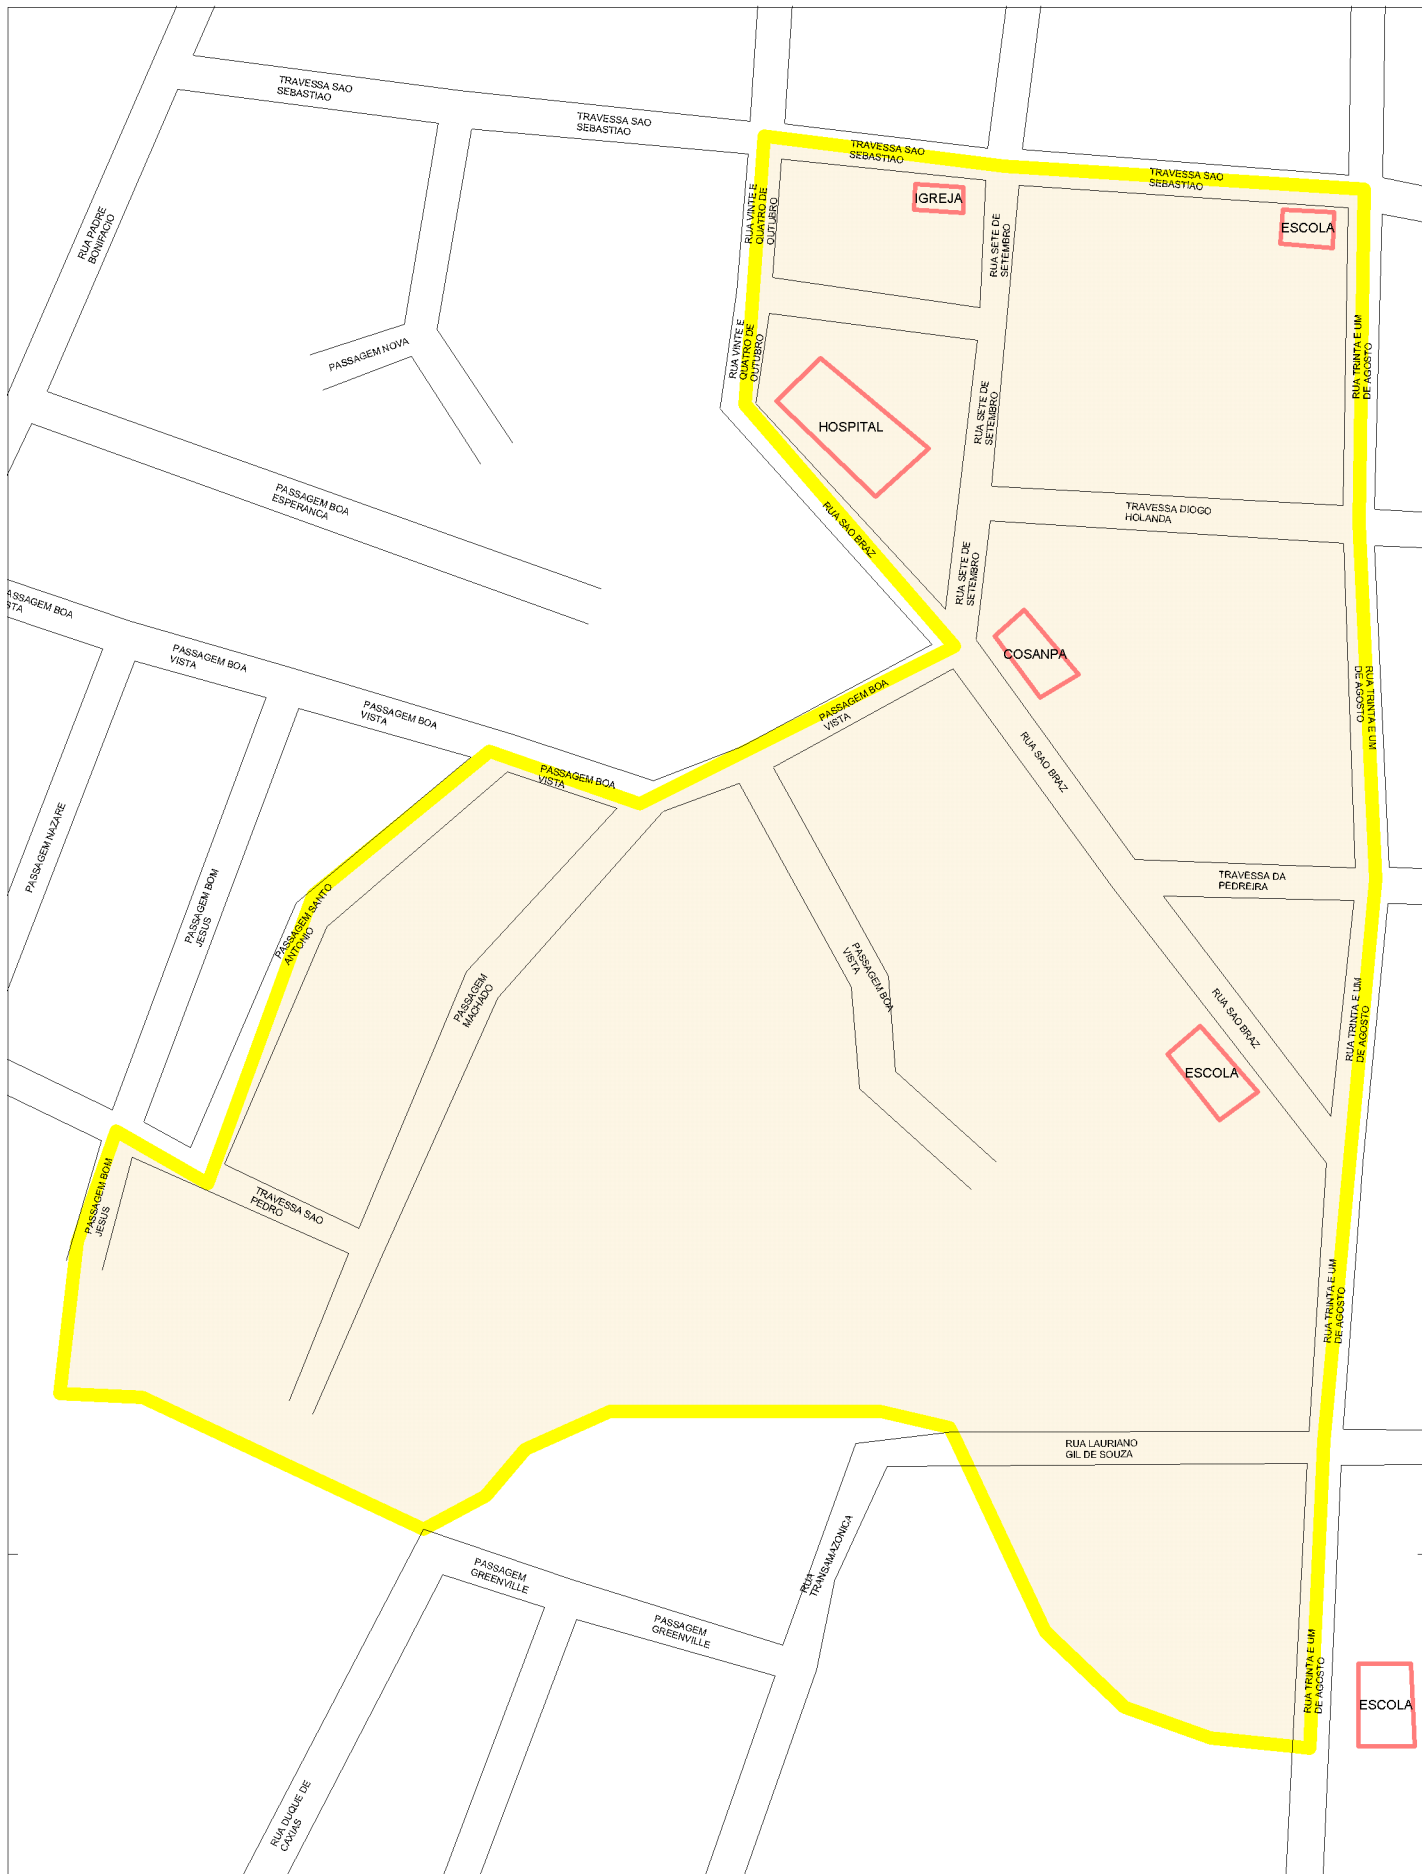 TRAVESSA SAO
SEBASTIAO
TRAVESSA SAO
SEBASTIAO
TRAVESSA SAO
SEBASTIAO
TRAVESSA SAO
SEBASTIAO
IGREJA
ESCOLA
RUA PADRE
BONIFACIO
RUA VINTE E
QUATRO DE
OUTUBRO
RUA SETE DE
SETEMBRO
PASSAGEM NOVA
RUA VINTE E
QUATRO DE
OUTUBRO
RUA TRINTA E UM
DE AGOSTO
HOSPITAL
RUA SETE DE
SETEMBRO
PASSAGEM BOA
ESPERANCA
RUA SAO BRAZ
TRAVESSA DIOGO
HOLANDA
RUA SETE DE
SETEMBRO
ASSAGEM BOA
STA
PASSAGEM BOA
VISTA
COSANPA
PASSAGEM BOA
VISTA
PASSAGEM BOA
VISTA
RUA TRINTA E UM
DE AGOSTO
RUA SAO BRAZ
PASSAGEM BOA
VISTA
PASSAGEM NAZARE
PASSAGEM BOM
JESUS
PASSAGEM SANTO
ANTONIO
TRAVESSA DA
PEDREIRA
PASSAGEM
MACHADO
PASSAGEM BOA
VISTA
RUA SAO BRAZ
RUA TRINTA E UM
DE AGOSTO
ESCOLA
PASSAGEM BOM
JESUS
TRAVESSA SAO
PEDRO
RUA TRINTA E UM
DE AGOSTO
RUA LAURIANO
GIL DE SOUZA
RUA
TRANSAMAZONICA
PASSAGEM
GREENVILLE
PASSAGEM
GREENVILLE
RUA TRINTA E UM
DE AGOSTO
ESCOLA
RUA DUQUE DE
CAXIAS